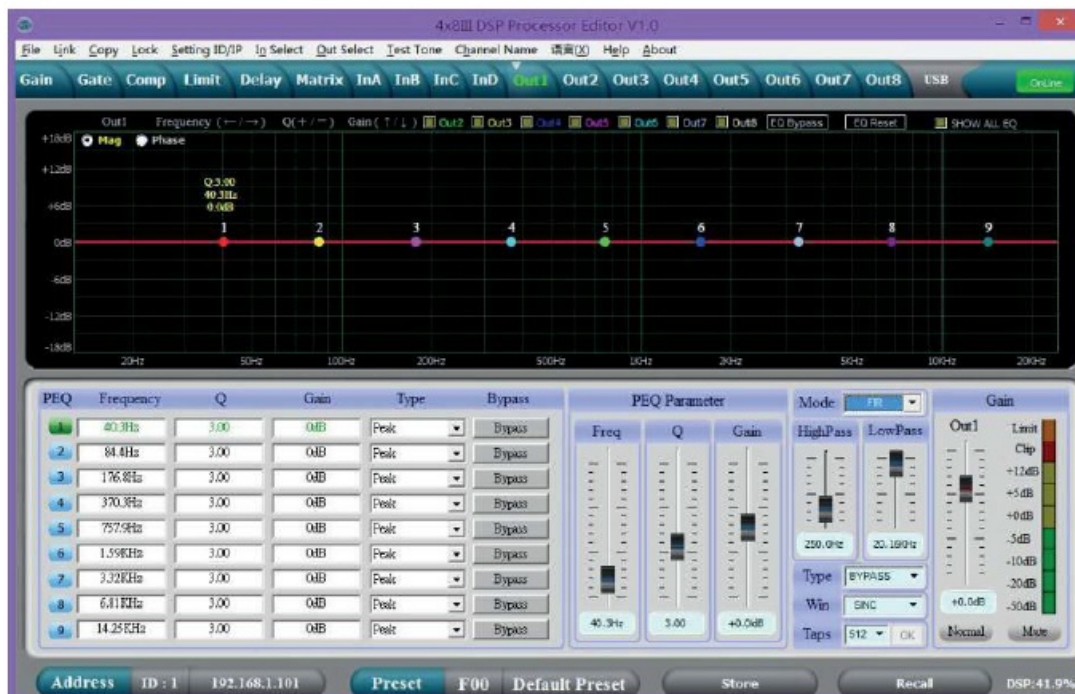 4x8III DSP Processor Editor V1.0
File Link Copy Lock Setting ID/IP In Select Out Select Test Tone Channel Name 语言(X) Help About
Gain Gate Comp Limit Delay Matrix InA InB InC InD Out1 Out2 Out3 Out4 Out5 Out6 Out7 Out8 USB OnLine
Out1 Frequency (←/→) Q(+/-) Gain(↑/↓) Out2 Out3 Out4 Out5 Out6 Out7 Out8 EQ Bypass EQ Reset SHOW ALL EQ
+18dB Mag Phase
+12dB
Q:3.00
40.3Hz
+6dB 0.0dB
1 2 3 4 5 6 7 8 9
0dB
-6dB
-12dB
-18dB
20Hz 50Hz 100Hz 200Hz 500Hz 1KHz 2KHz 5KHz 10KHz 20KHz
PEQ Frequency Q Gain Type Bypass
1 40.3Hz 3.00 0dB Peak Bypass
2 84.4Hz 3.00 0dB Peak Bypass
3 176.8Hz 3.00 0dB Peak Bypass
4 370.3Hz 3.00 0dB Peak Bypass
5 757.9Hz 3.00 0dB Peak Bypass
6 1.59KHz 3.00 0dB Peak Bypass
7 3.32KHz 3.00 0dB Peak Bypass
8 6.81KHz 3.00 0dB Peak Bypass
9 14.25KHz 3.00 0dB Peak Bypass
PEQ Parameter
Freq Q Gain
40.3Hz 3.00 +0.0dB
Mode FIR
HighPass LowPass
250.0Hz 20.16KHz
Type BYPASS
Win SINC
Taps 512 OK
Gain
Out1 Limit
Clip
+12dB
+5dB
+0dB
-5dB
-10dB
-20dB
+0.0dB -50dB
Normal Mute
Address ID : 1 192.168.1.101 Preset F00 Default Preset Store Recall DSP:41.9%